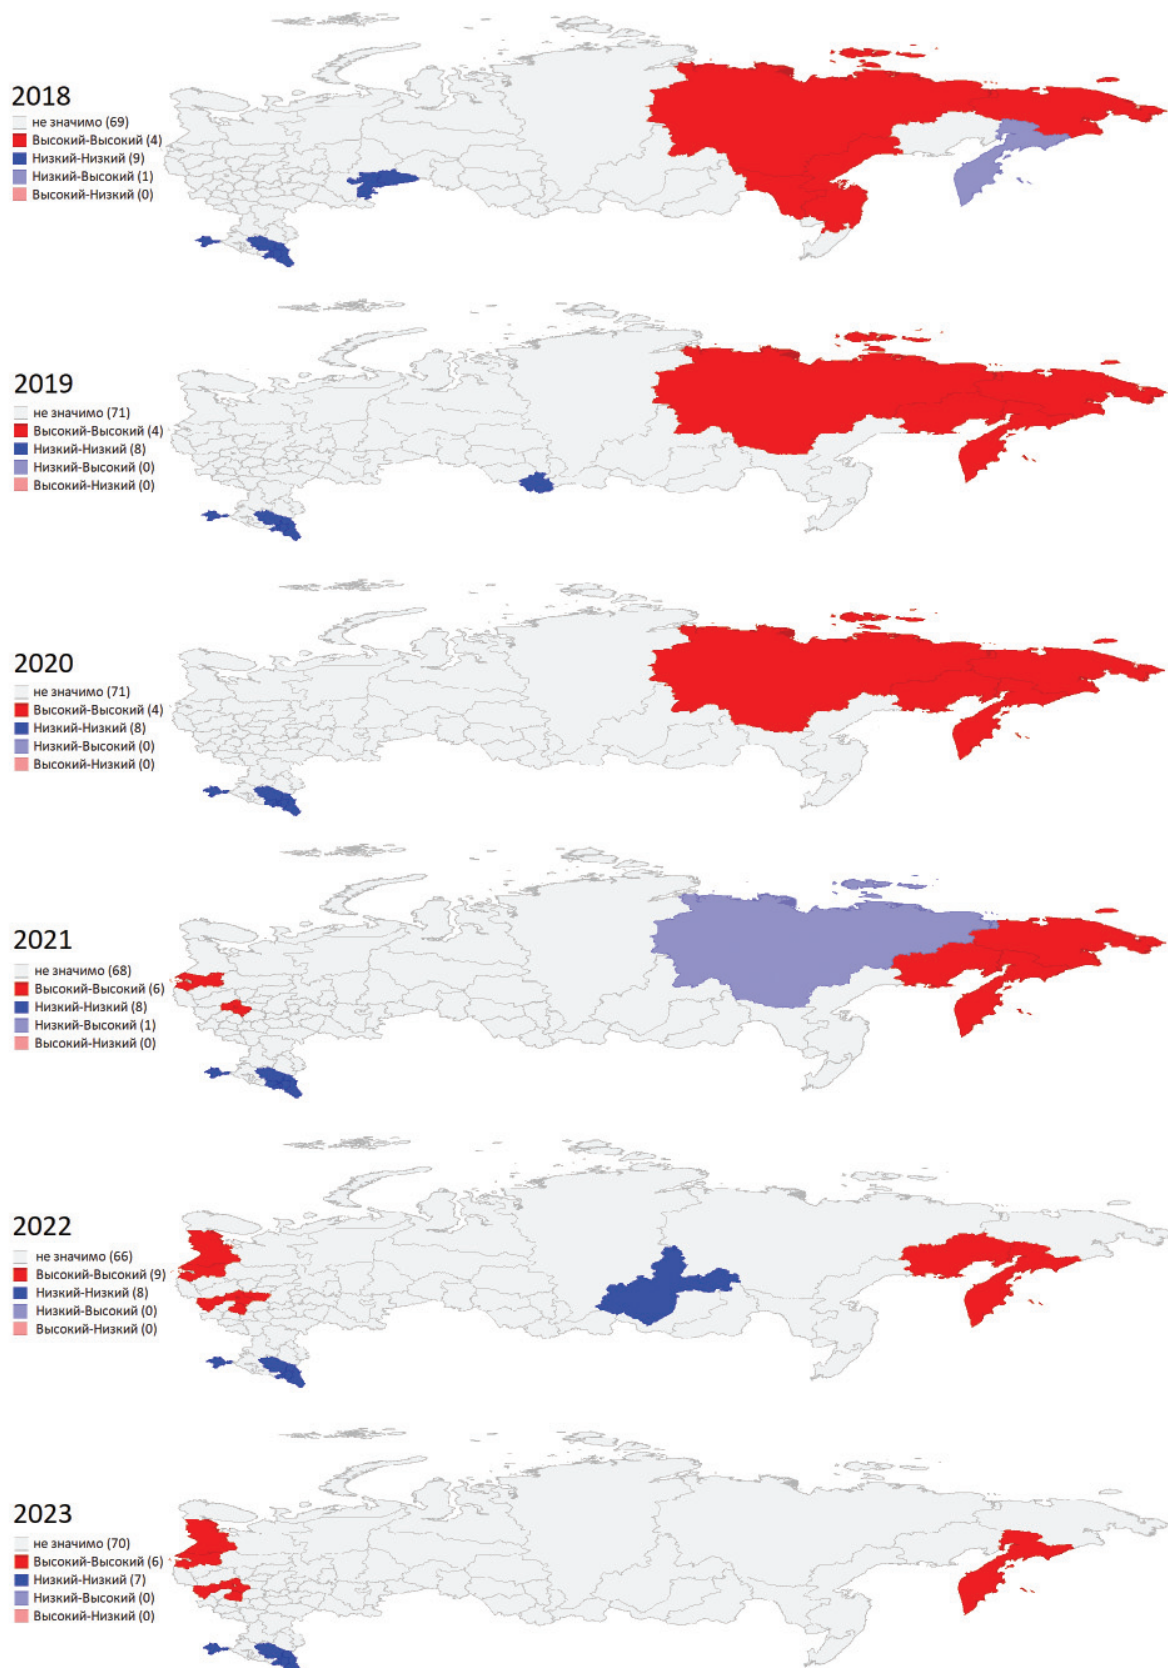 2018
не значимо (69)
Высокий-Высокий (4)
Низкий-Низкий (9)
Низкий-Высокий (1)
Высокий-Низкий (0)
2019
не значимо (71)
Высокий-Высокий (4)
Низкий-Низкий (8)
Низкий-Высокий (0)
Высокий-Низкий (0)
2020
не значимо (71)
Высокий-Высокий (4)
Низкий-Низкий (8)
Низкий-Высокий (0)
Высокий-Низкий (0)
2021
не значимо (68)
Высокий-Высокий (6)
Низкий-Низкий (8)
Низкий-Высокий (1)
Высокий-Низкий (0)
2022
не значимо (66)
Высокий-Высокий (9)
Низкий-Низкий (8)
Низкий-Высокий (0)
Высокий-Низкий (0)
2023
не значимо (70)
Высокий-Высокий (6)
Низкий-Низкий (7)
Низкий-Высокий (0)
Высокий-Низкий (0)